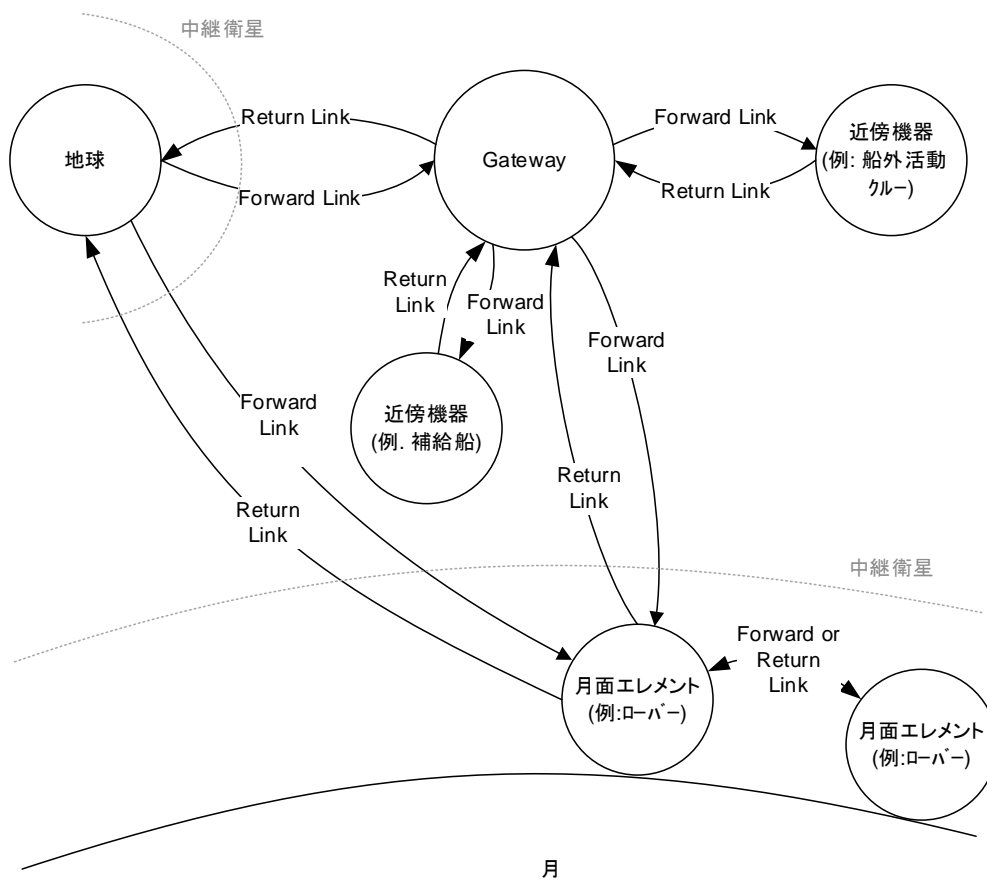 中継衛星
地球
Return Link
Forward Link
Gateway
Forward Link
Return Link
近傍機器
(例: 船外活動
クルー)
Return
Link
Forward
Link
近傍機器
(例. 補給船)
Forward
Link
Forward
Link
Return
Link
Return
Link
中継衛星
Forward or
Return
Link
月面エレメント
(例:ローバー)
月面エレメント
(例:ローバー)
月